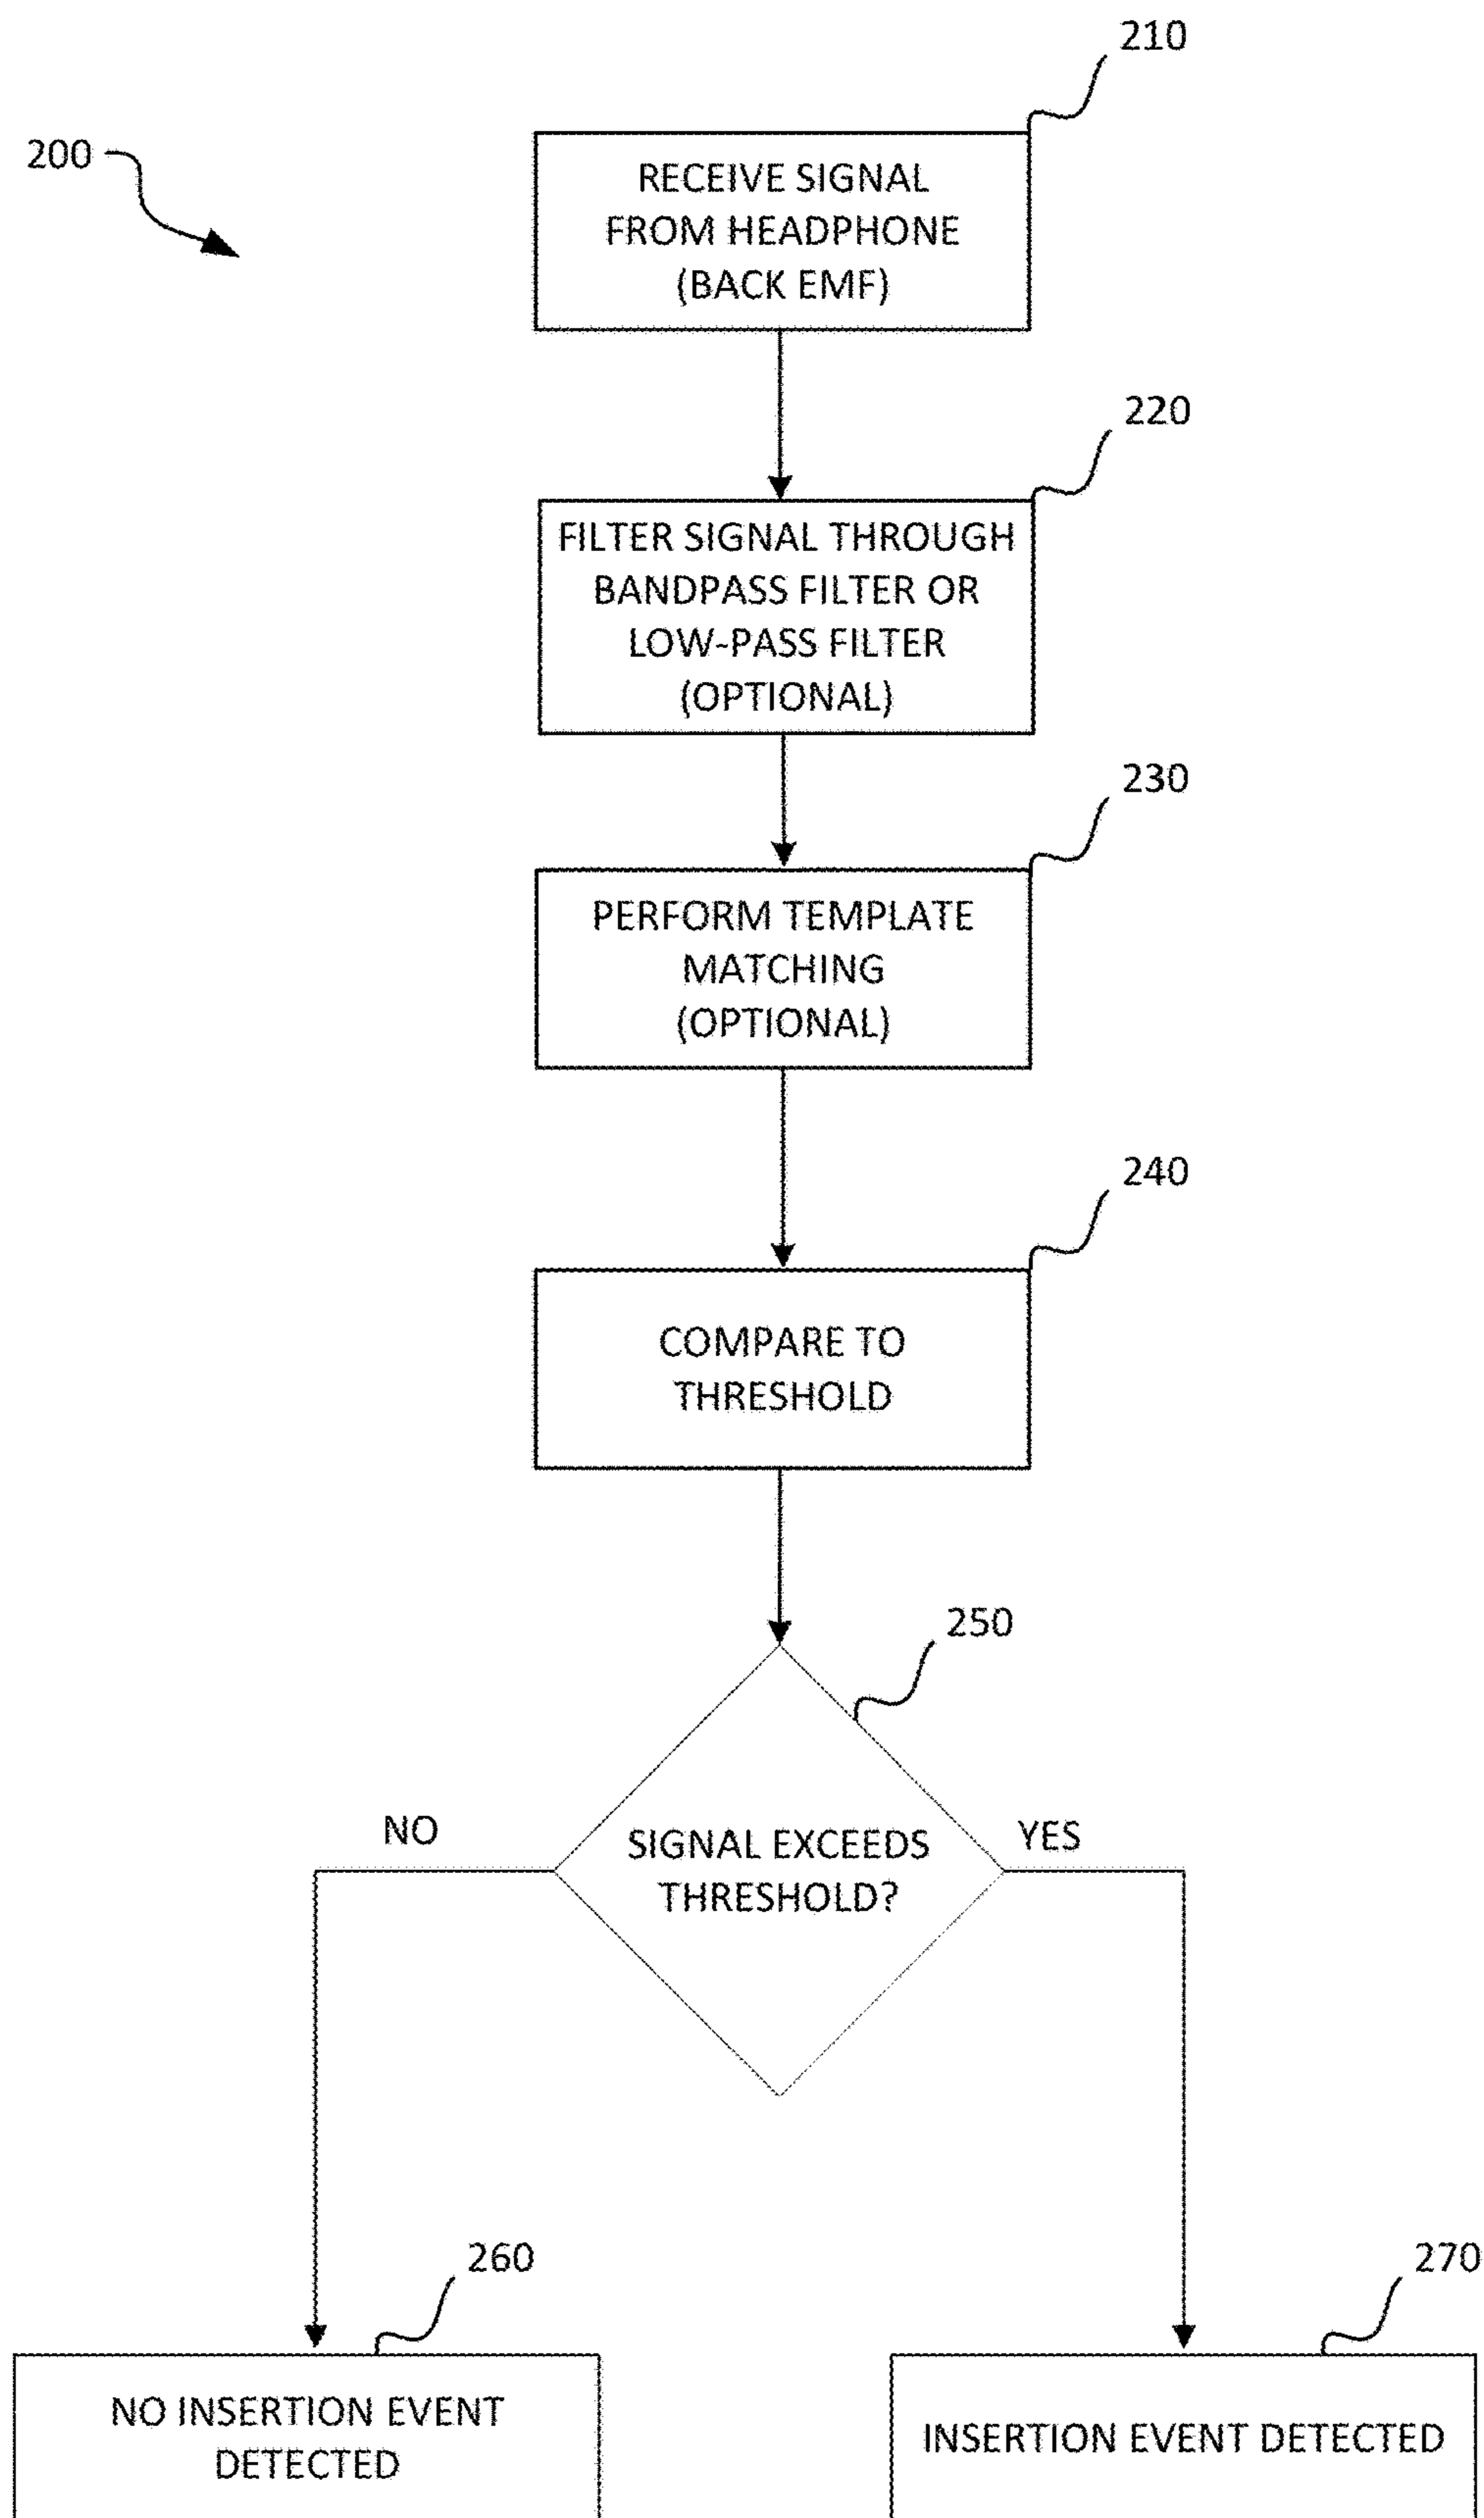 210
200
RECEIVE SIGNAL
FROM HEADPHONE
(BACK EMF)
220
FILTER SIGNAL THROUGH
BANDPASS FILTER OR
LOW-PASS FILTER
(OPTIONAL)
230
PERFORM TEMPLATE
MATCHING
(OPTIONAL)
240
COMPARE TO
THRESHOLD
250
NO
SIGNAL EXCEEDS
THRESHOLD?
YES
260
NO INSERTION EVENT
DETECTED
270
INSERTION EVENT DETECTED